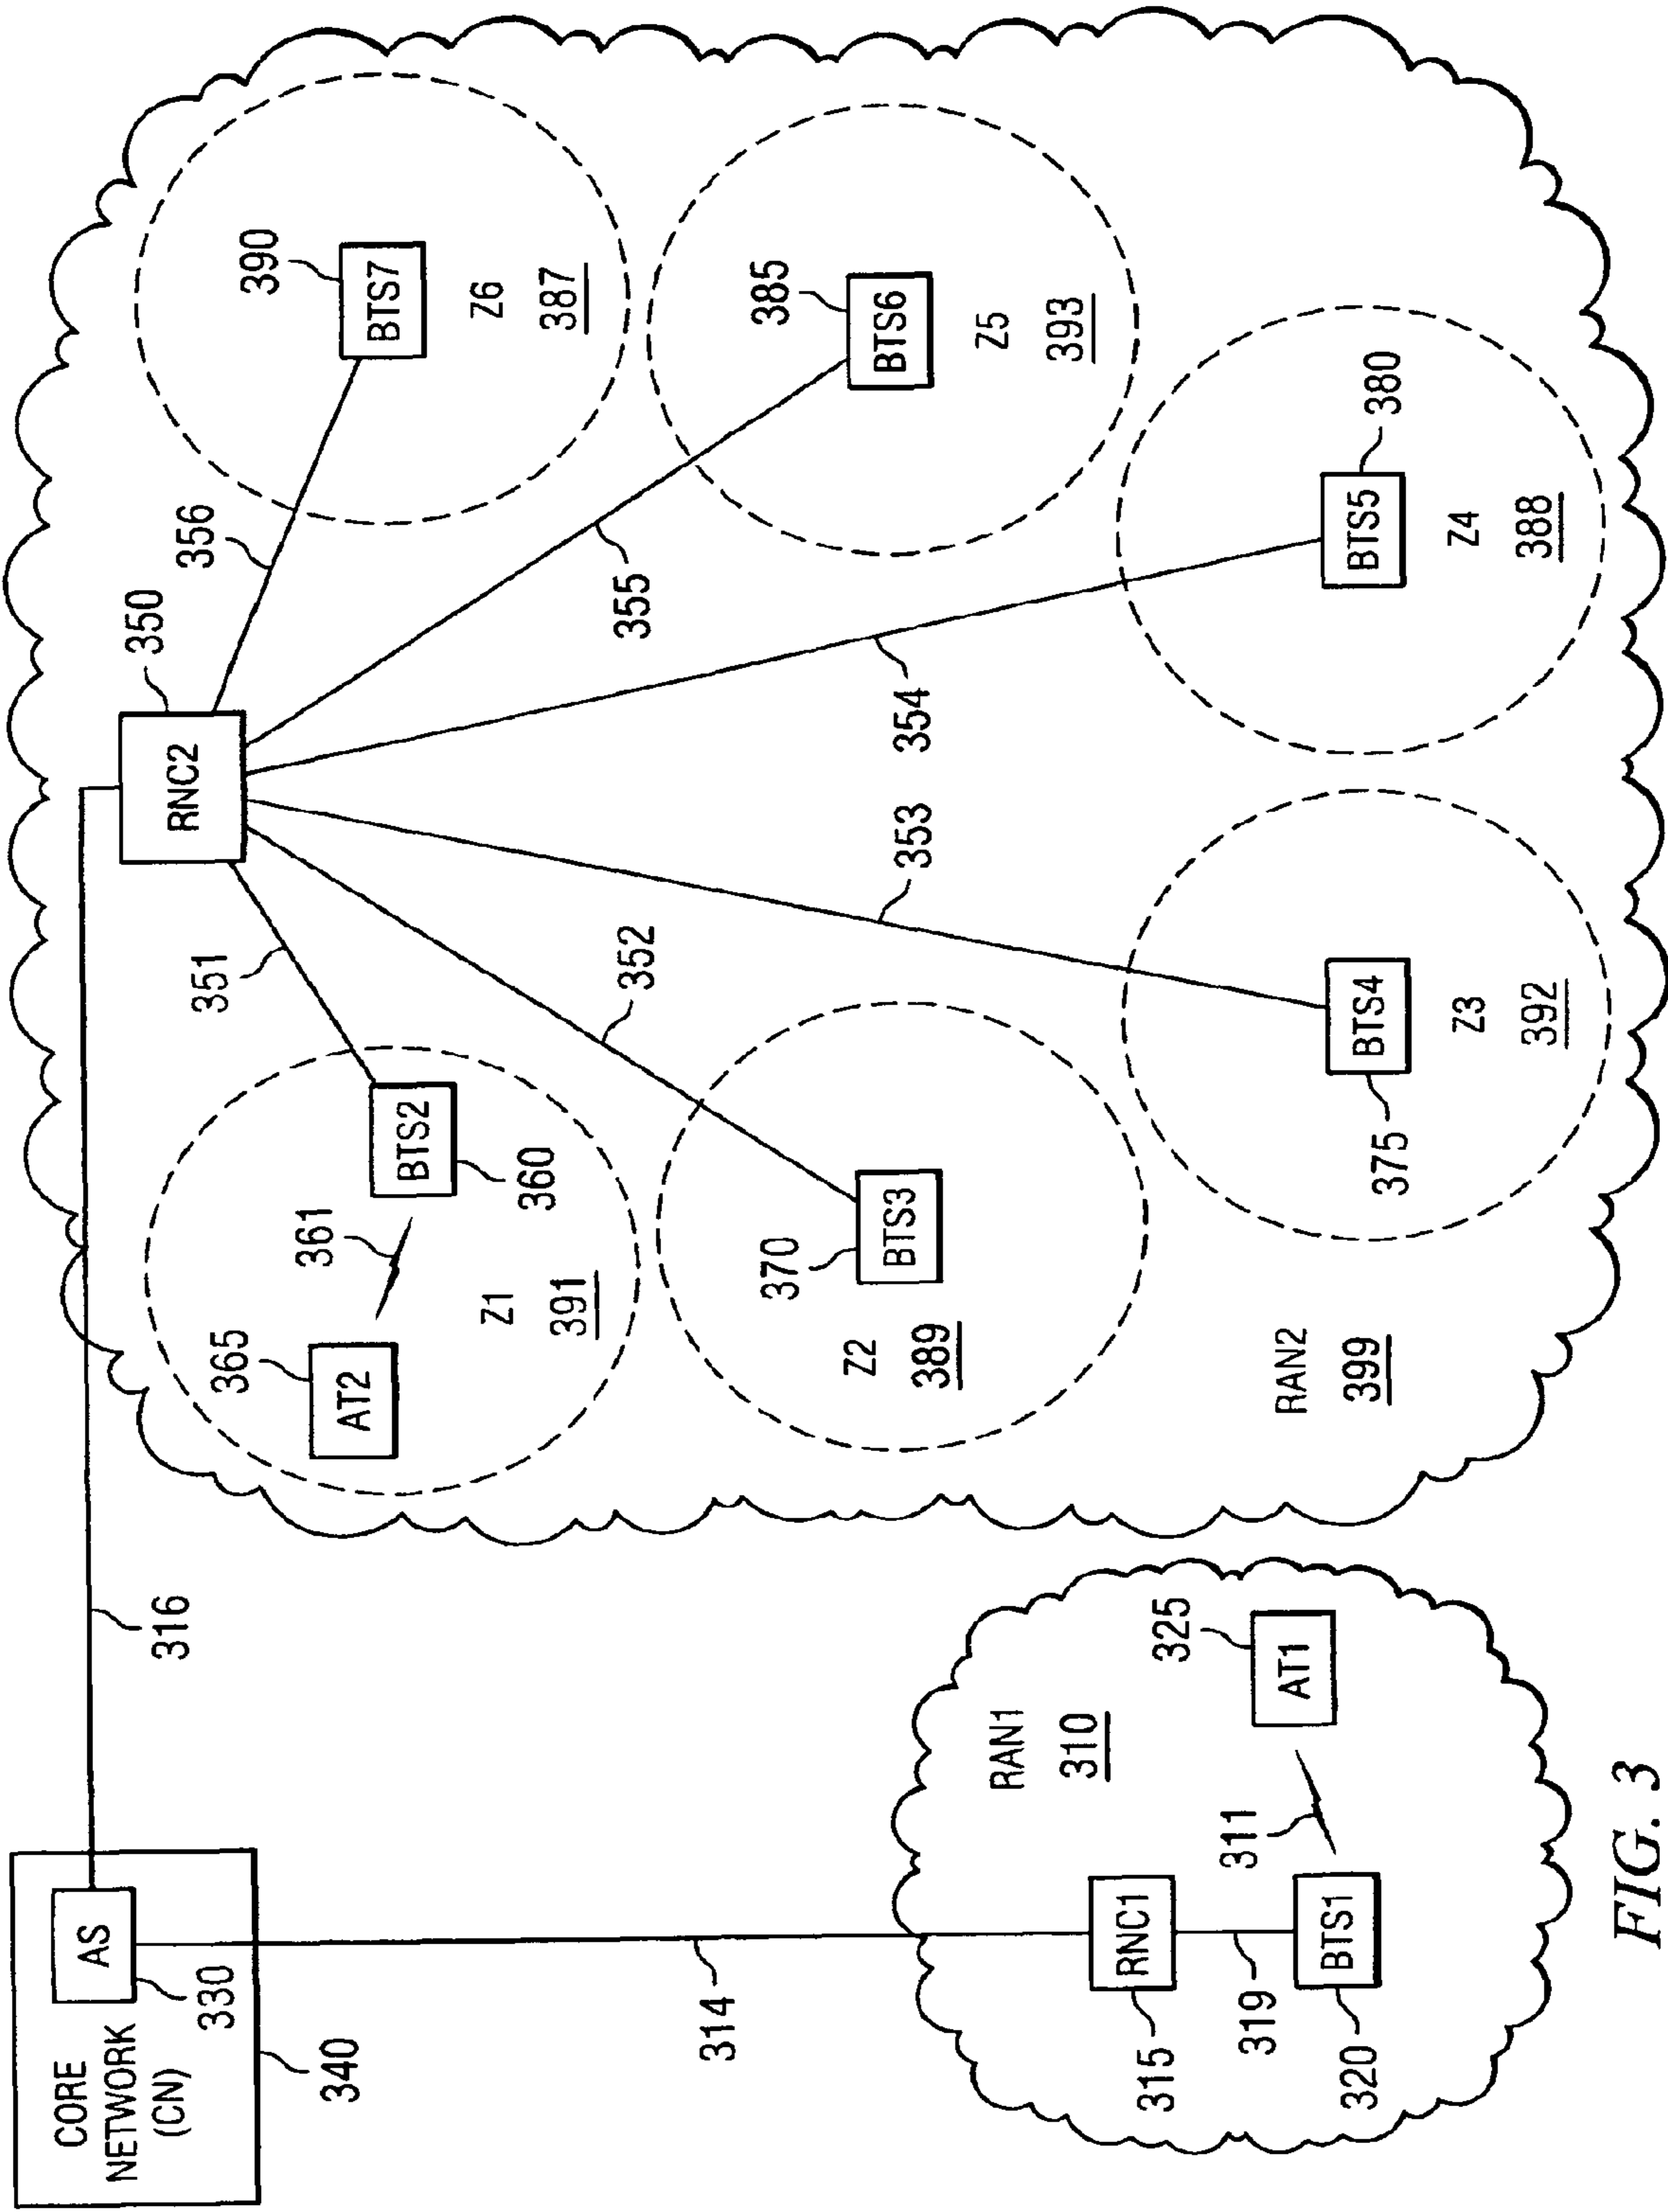 CORE
NETWORK
(CN)
AS
330
340
316
314
RAN1
310
RNC1
315
319
BTS1
320
311
AT1
325
RNC2
350
351
352
353
354
355
356
AT2
365
361
BTS2
360
Z1
391
370
BTS3
Z2
389
BTS4
375
Z3
392
BTS5
380
Z4
388
385
BTS6
Z5
393
390
BTS7
Z6
387
RAN2
399
FIG. 3